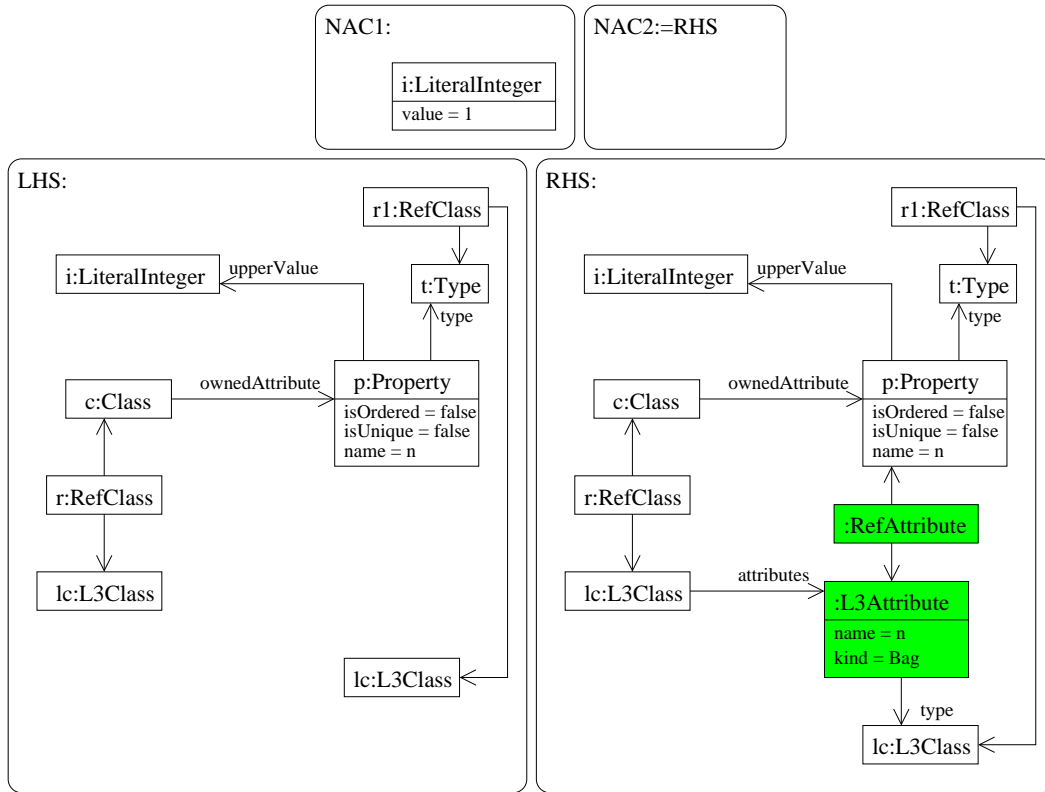 NAC1:
i:LiteralInteger
value = 1
NAC2:=RHS
LHS:
r1:RefClass
i:LiteralInteger
upperValue
t:Type
type
ownedAttribute
p:Property
c:Class
isOrdered = false
isUnique = false
name = n
r:RefClass
lc:L3Class
lc:L3Class
RHS:
r1:RefClass
i:LiteralInteger
upperValue
t:Type
type
ownedAttribute
p:Property
c:Class
isOrdered = false
isUnique = false
name = n
r:RefClass
:RefAttribute
lc:L3Class
attributes
:L3Attribute
name = n
kind = Bag
type
lc:L3Class